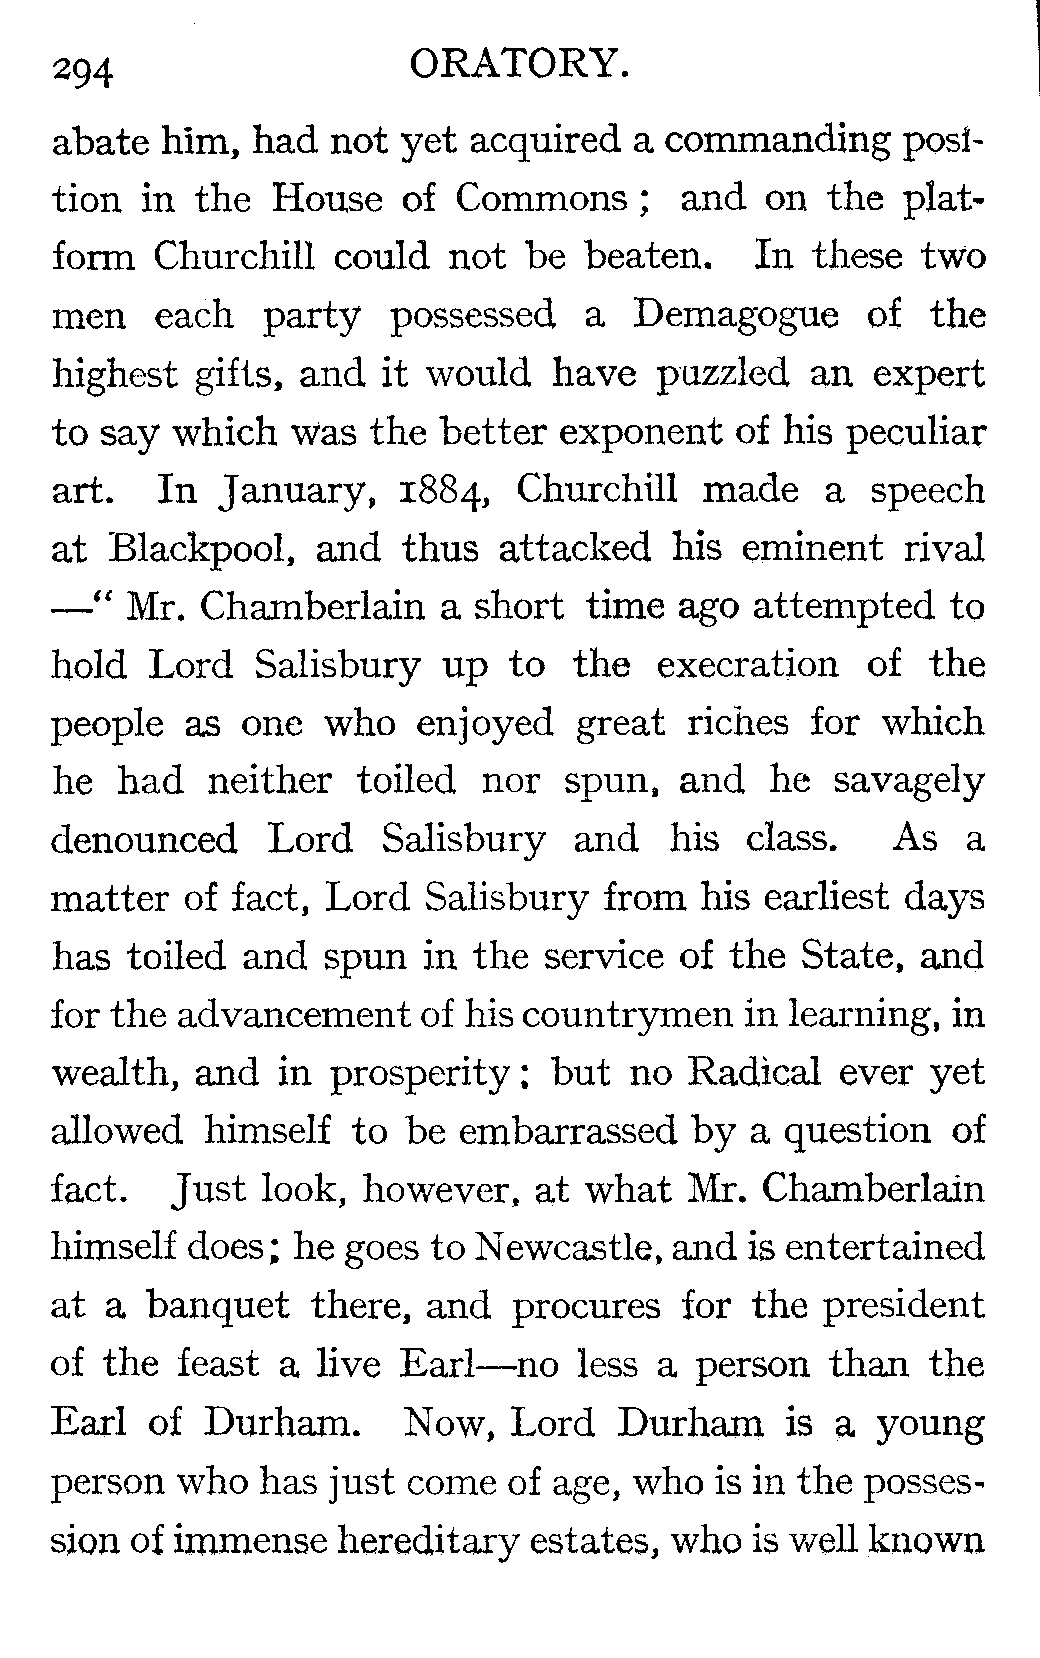 294 ORATORY.
abate him, had not yet acquired a commanding posi-
tion in the House of Commons ; and on the plat-
form Churchill could not be beaten. In these two
men each party possessed a Demagogue of the
highest gifts, and it would have puzzled an expert
to say which was the better exponent of his peculiar
art. In January, 1884, Churchill made a speech
at Blackpool, and thus attacked his eminent rival
—“ Mr. Chamberlain a short time ago attempted to
hold Lord Salisbury up to the execration of the
people as one who enjoyed great riches for which
he had neither toiled nor spun, and he savagely
denounced Lord Salisbury and his class. As a
matter of fact, Lord Salisbury from his earliest days
has toiled and spun in the service of the State, and
for the advancement of his countrymen in learning, in
wealth, and in prosperity ; but no Radical ever yet
allowed himself to be embarrassed by a question of
fact. Just look, however, at what Mr. Chamberlain
himself does ; he goes to Newcastle, and is entertained
at a banquet there, and procures for the president
of the feast a live Earl—no less a person than the
Earl of Durham. Now, Lord Durham is a young
person who has just come of age, who is in the posses-
sion of immense hereditary estates, who is well known